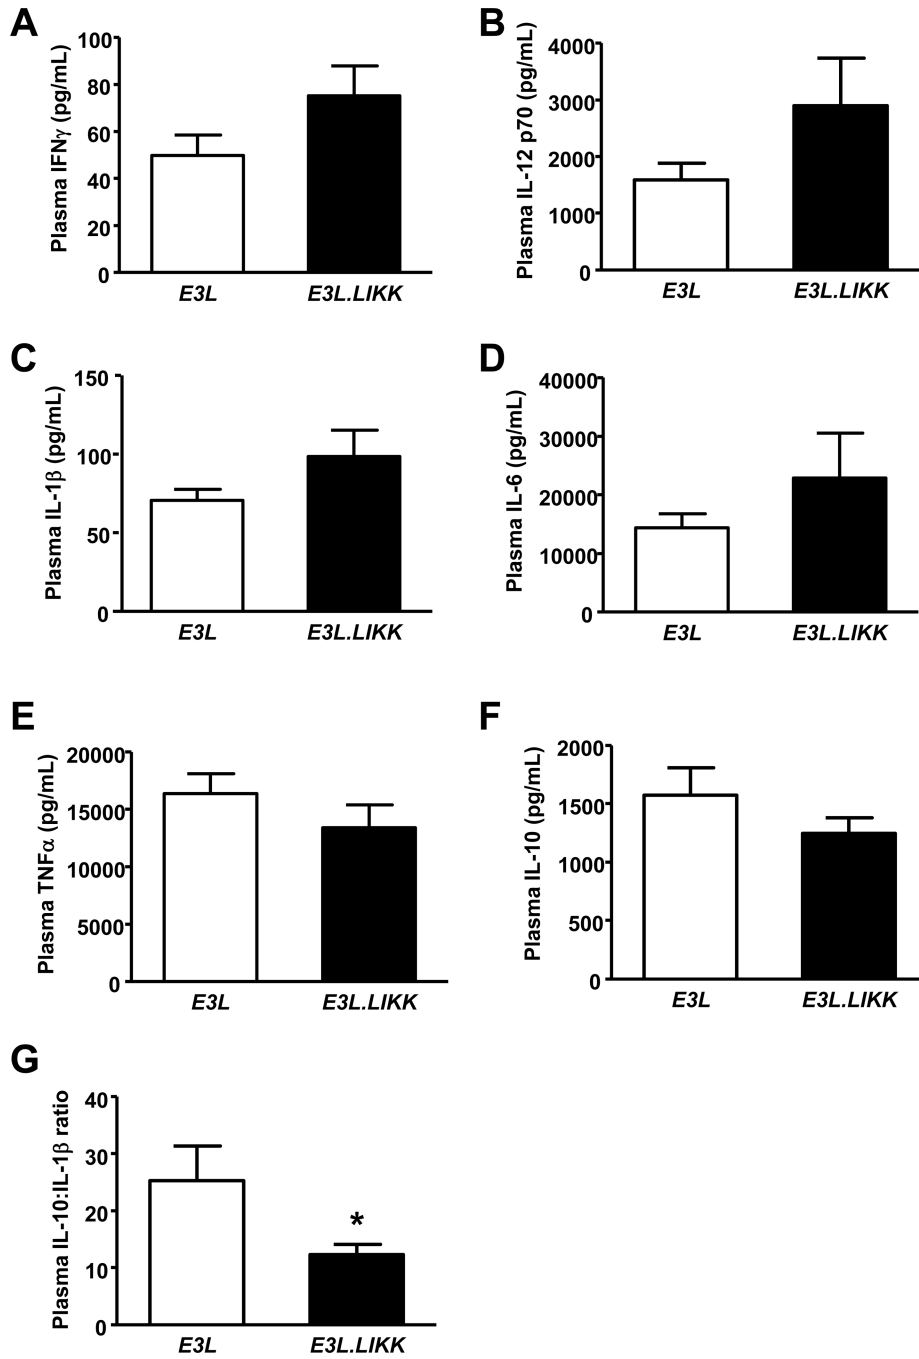 A
Plasma IFNγ (pg/mL)
100
80
60
40
20
0
E3L
E3L.LIKK
B
Plasma IL-12 p70 (pg/mL)
4000
3000
2000
1000
0
E3L
E3L.LIKK
C
Plasma IL-1β (pg/mL)
150
100
50
0
E3L
E3L.LIKK
D
Plasma IL-6 (pg/mL)
40000
30000
20000
10000
0
E3L
E3L.LIKK
E
Plasma TNFα (pg/mL)
20000
15000
10000
5000
0
E3L
E3L.LIKK
F
Plasma IL-10 (pg/mL)
2000
1500
1000
500
0
E3L
E3L.LIKK
G
Plasma IL-10:IL-1β ratio
40
30
20
10
0
*
E3L
E3L.LIKK